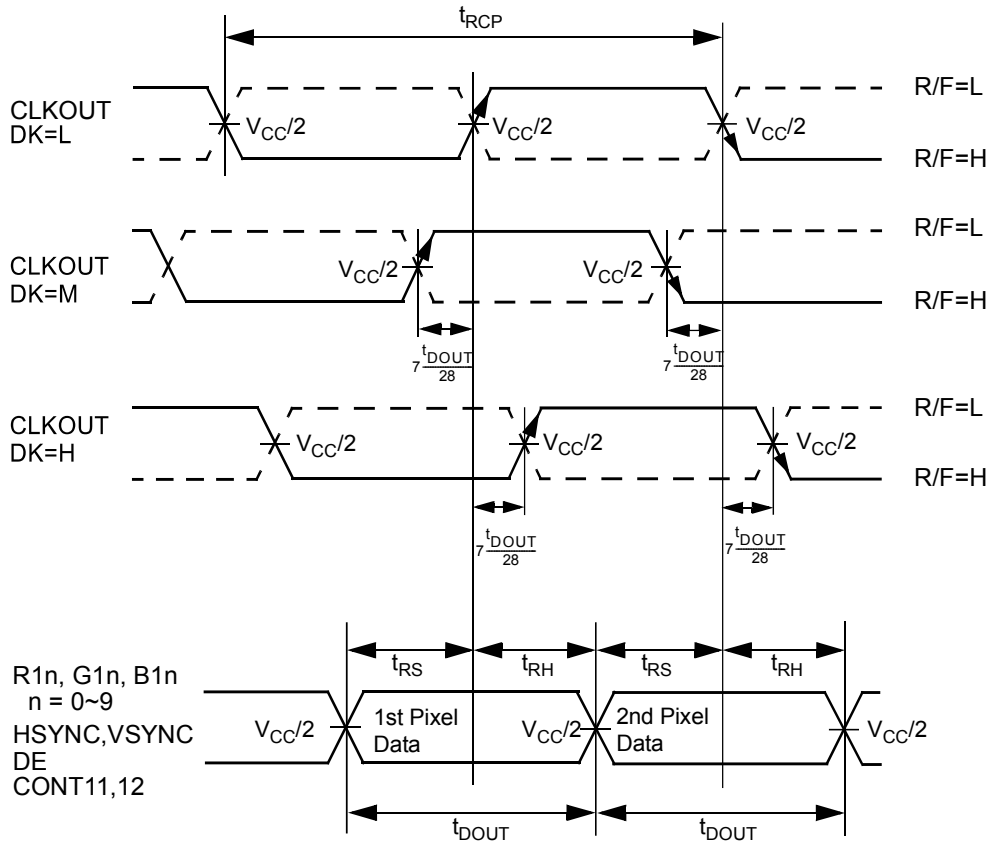 tRCP
CLKOUT
DK=L
VCC/2
VCC/2
VCC/2
R/F=L
R/F=H
CLKOUT
DK=M
VCC/2
VCC/2
R/F=L
R/F=H
7 tDOUT/28
7 tDOUT/28
CLKOUT
DK=H
VCC/2
VCC/2
VCC/2
R/F=L
R/F=H
7 tDOUT/28
7 tDOUT/28
tRS
tRH
tRS
tRH
R1n, G1n, B1n
n = 0~9
HSYNC,VSYNC
DE
CONT11,12
VCC/2
1st Pixel
Data
VCC/2
2nd Pixel
Data
VCC/2
tDOUT
tDOUT